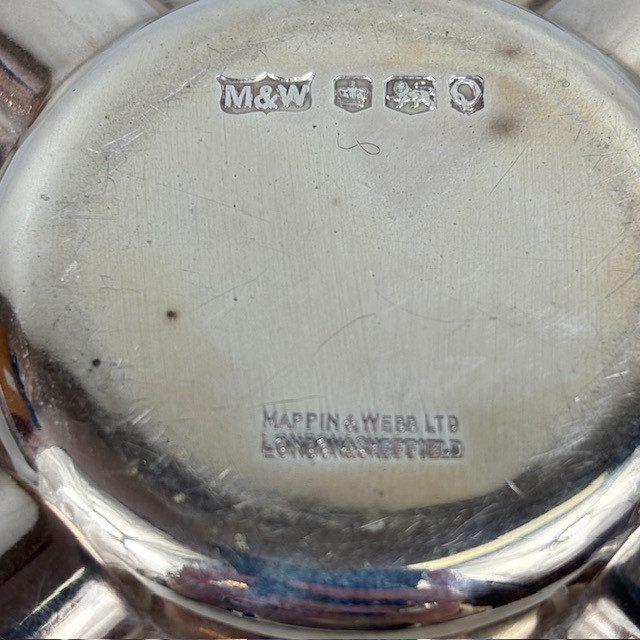 M&W
MAPPIN & WEBB LTD
LONDON & SHEFFIELD